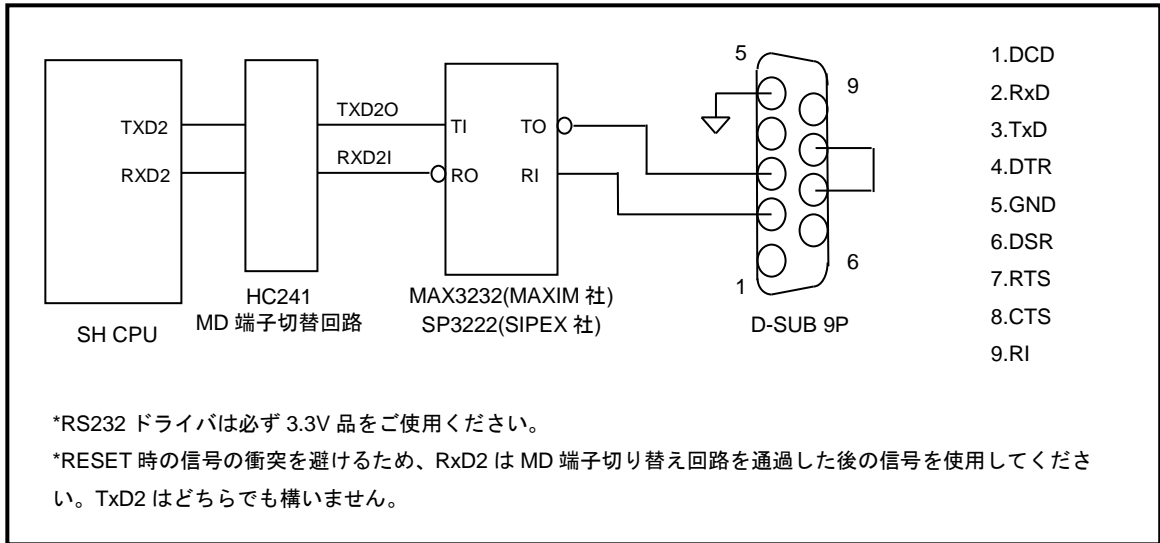 TXD2
RXD2
SH CPU
HC241
MD 端子切替回路
TXD2O
RXD2I
TI
TO
RO
RI
MAX3232(MAXIM 社)
SP3222(SIPEX 社)
5
9
1
6
D-SUB 9P
1.DCD
2.RxD
3.TxD
4.DTR
5.GND
6.DSR
7.RTS
8.CTS
9.RI
*RS232 ドライバは必ず 3.3V 品をご使用ください。
*RESET 時の信号の衝突を避けるため、RxD2 は MD 端子切り替え回路を通過した後の信号を使用してくださ
い。TxD2 はどちらでも構いません。